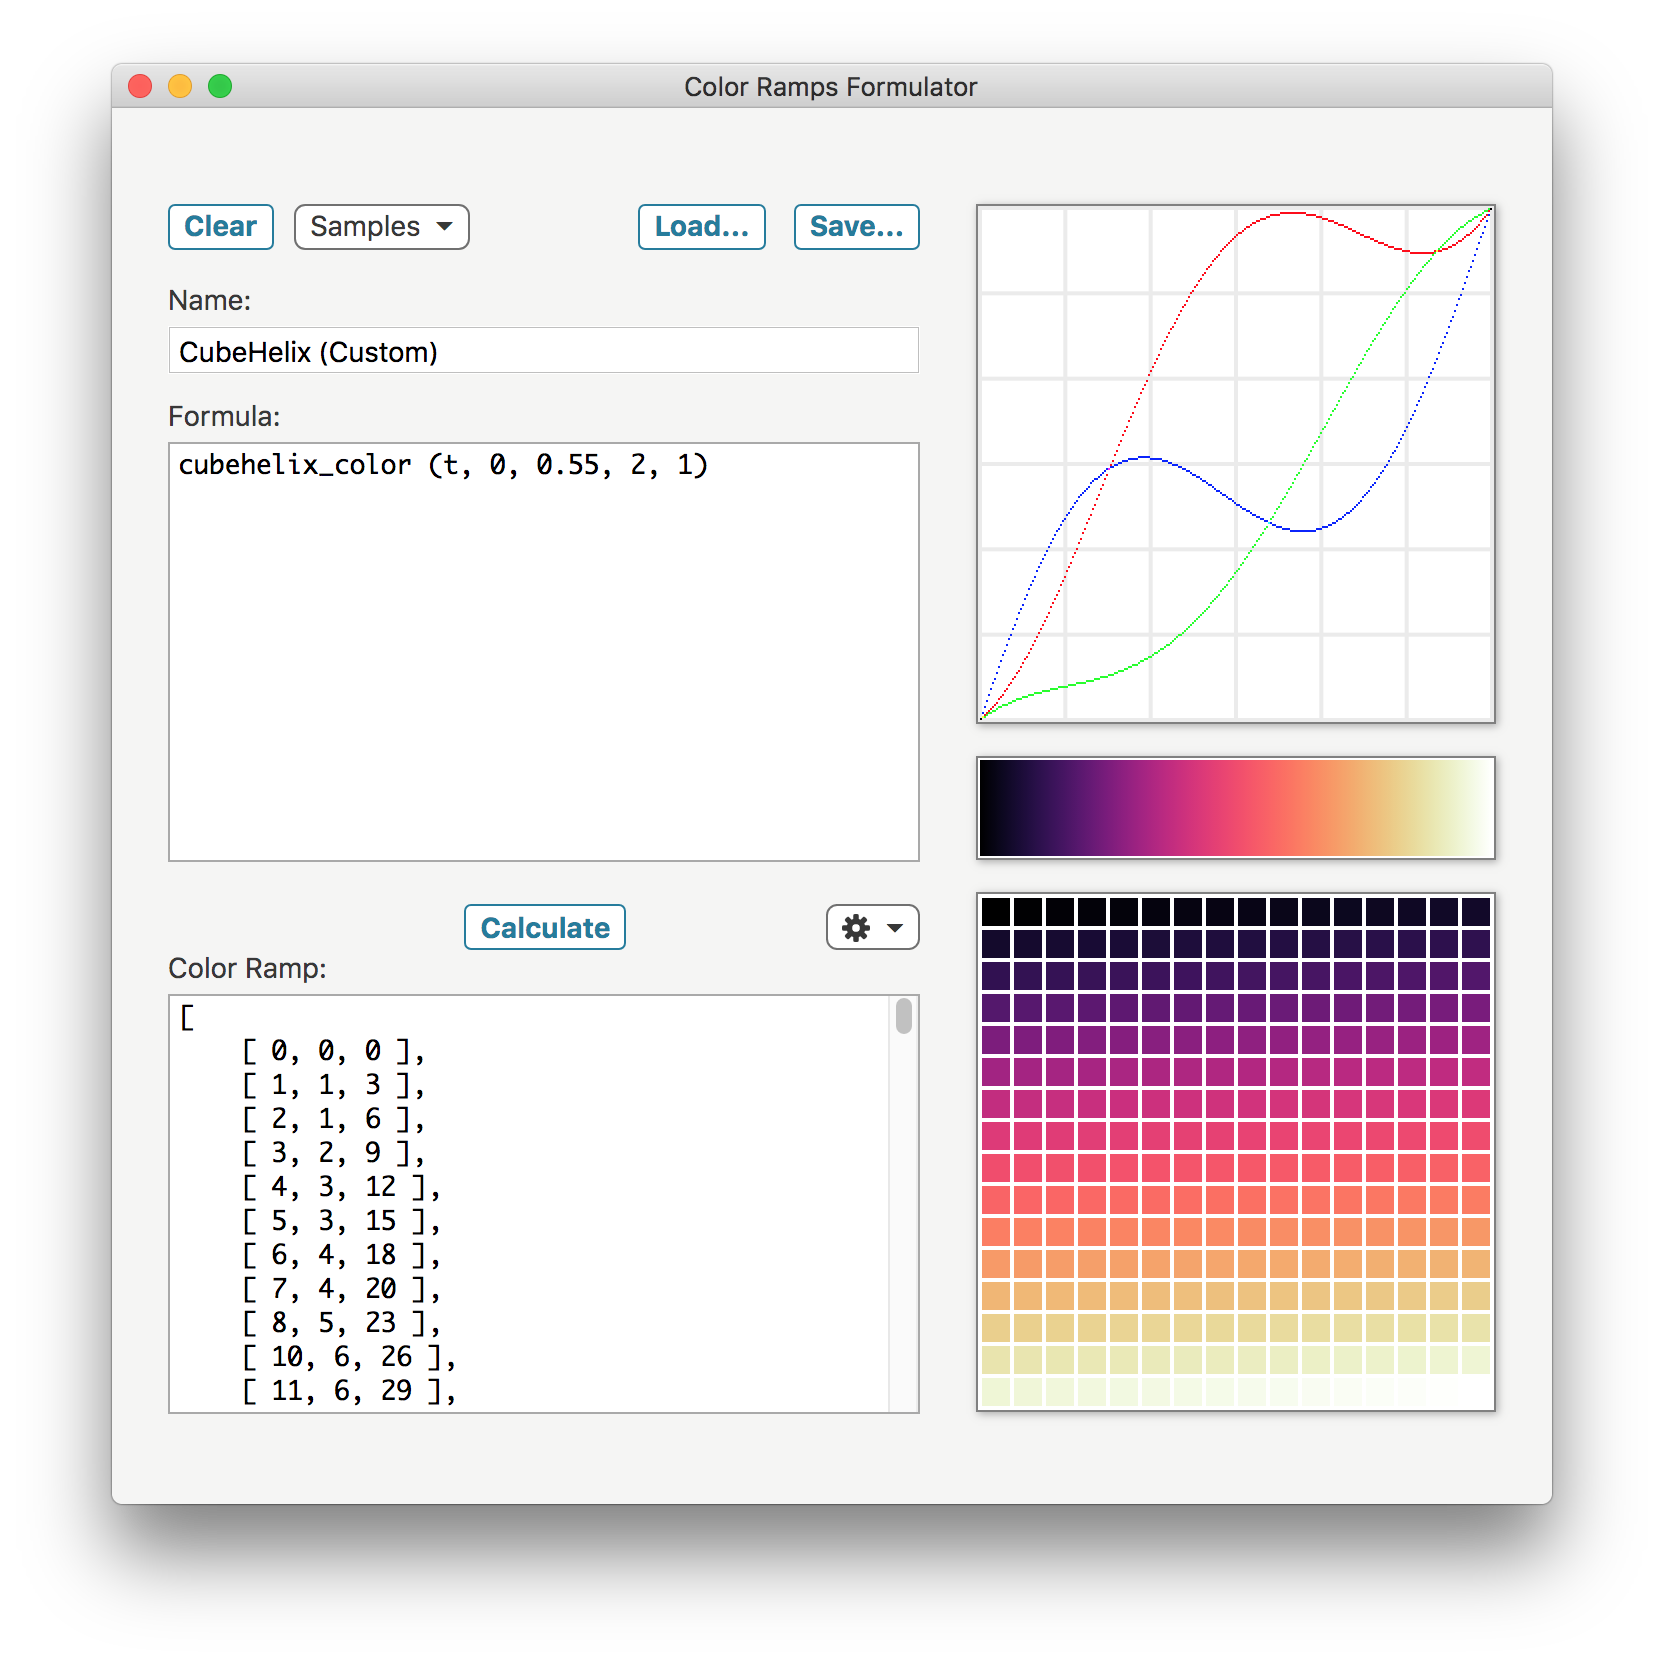 Color Ramps Formulator
Clear Samples Load... Save...
Name:
CubeHelix (Custom)
Formula:
cubehelix_color (t, 0, 0.55, 2, 1)
Calculate
Color Ramp:
[
[ 0, 0, 0 ],
[ 1, 1, 3 ],
[ 2, 1, 6 ],
[ 3, 2, 9 ],
[ 4, 3, 12 ],
[ 5, 3, 15 ],
[ 6, 4, 18 ],
[ 7, 4, 20 ],
[ 8, 5, 23 ],
[ 10, 6, 26 ],
[ 11, 6, 29 ],